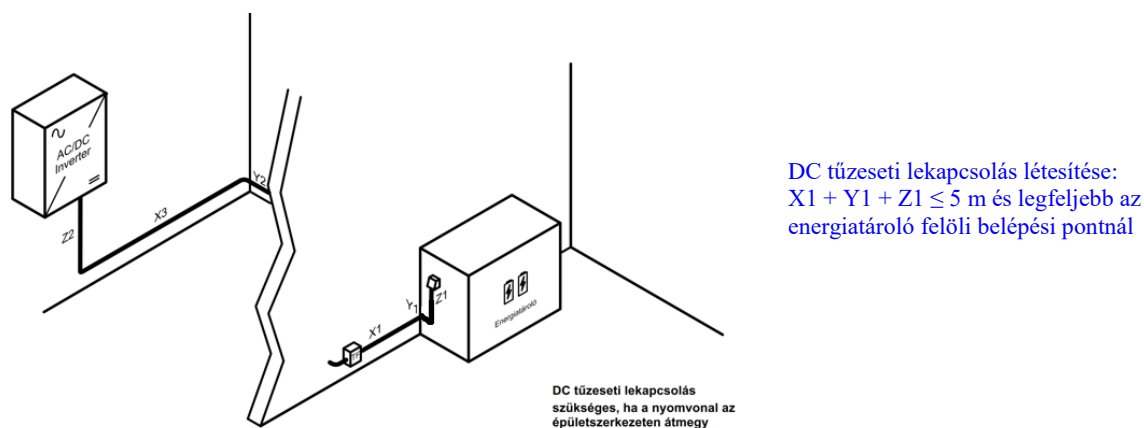 AC/DC
Inverter
Z2
X3
Y2
X1
Y1
Z1
Energiatároló
DC tűzeseti lekapcsolás
szükséges, ha a nyomvonal az
épületszerkezeten átmegy
DC tűzeseti lekapcsolás létesítése:
X1 + Y1 + Z1 ≤ 5 m és legfeljebb az
energiatároló felöli belépési pontnál